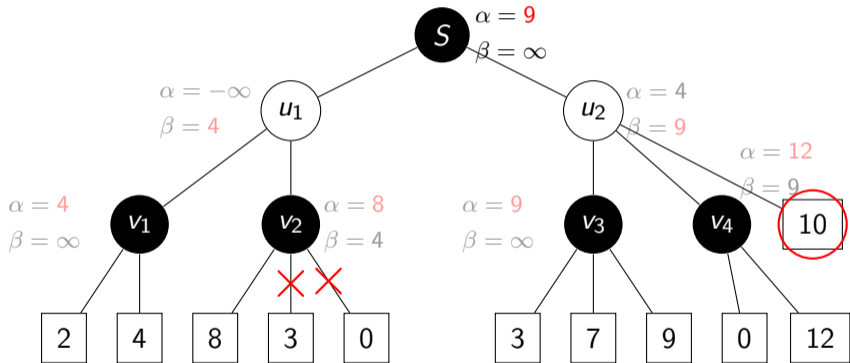 α = 9
S
β = ∞
α = −∞
β = 4
u₁
u₂
α = 4
β = 9
α = 12
β = 9
α = 4
β = ∞
v₁
v₂
α = 8
β = 4
α = 9
β = ∞
v₃
v₄
10
2 4 8 3 0 3 7 9 0 12